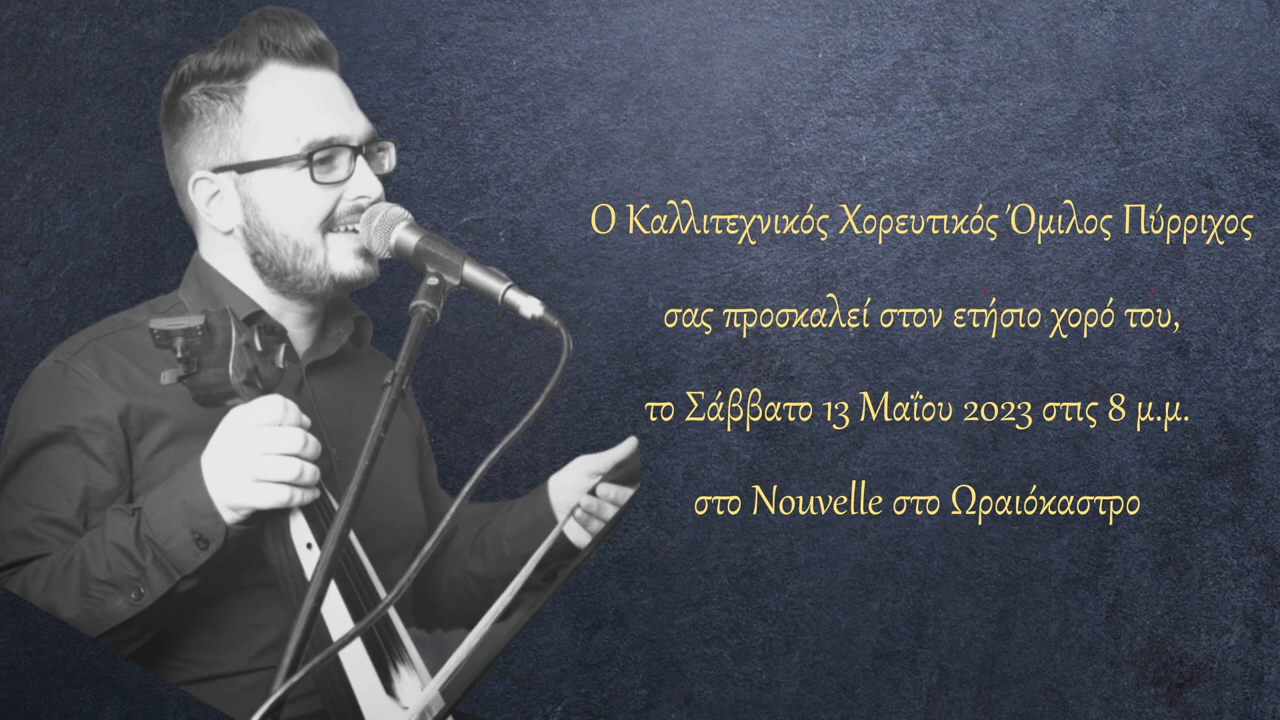 Ο Καλλιτεχνικός Χορευτικός Όμιλος Πύρριχος
σας προσκαλεί στον ετήσιο χορό του,
το Σάββατο 13 Μαΐου 2023 στις 8 μ.μ.
στο Nouvelle στο Ωραιόκαστρο